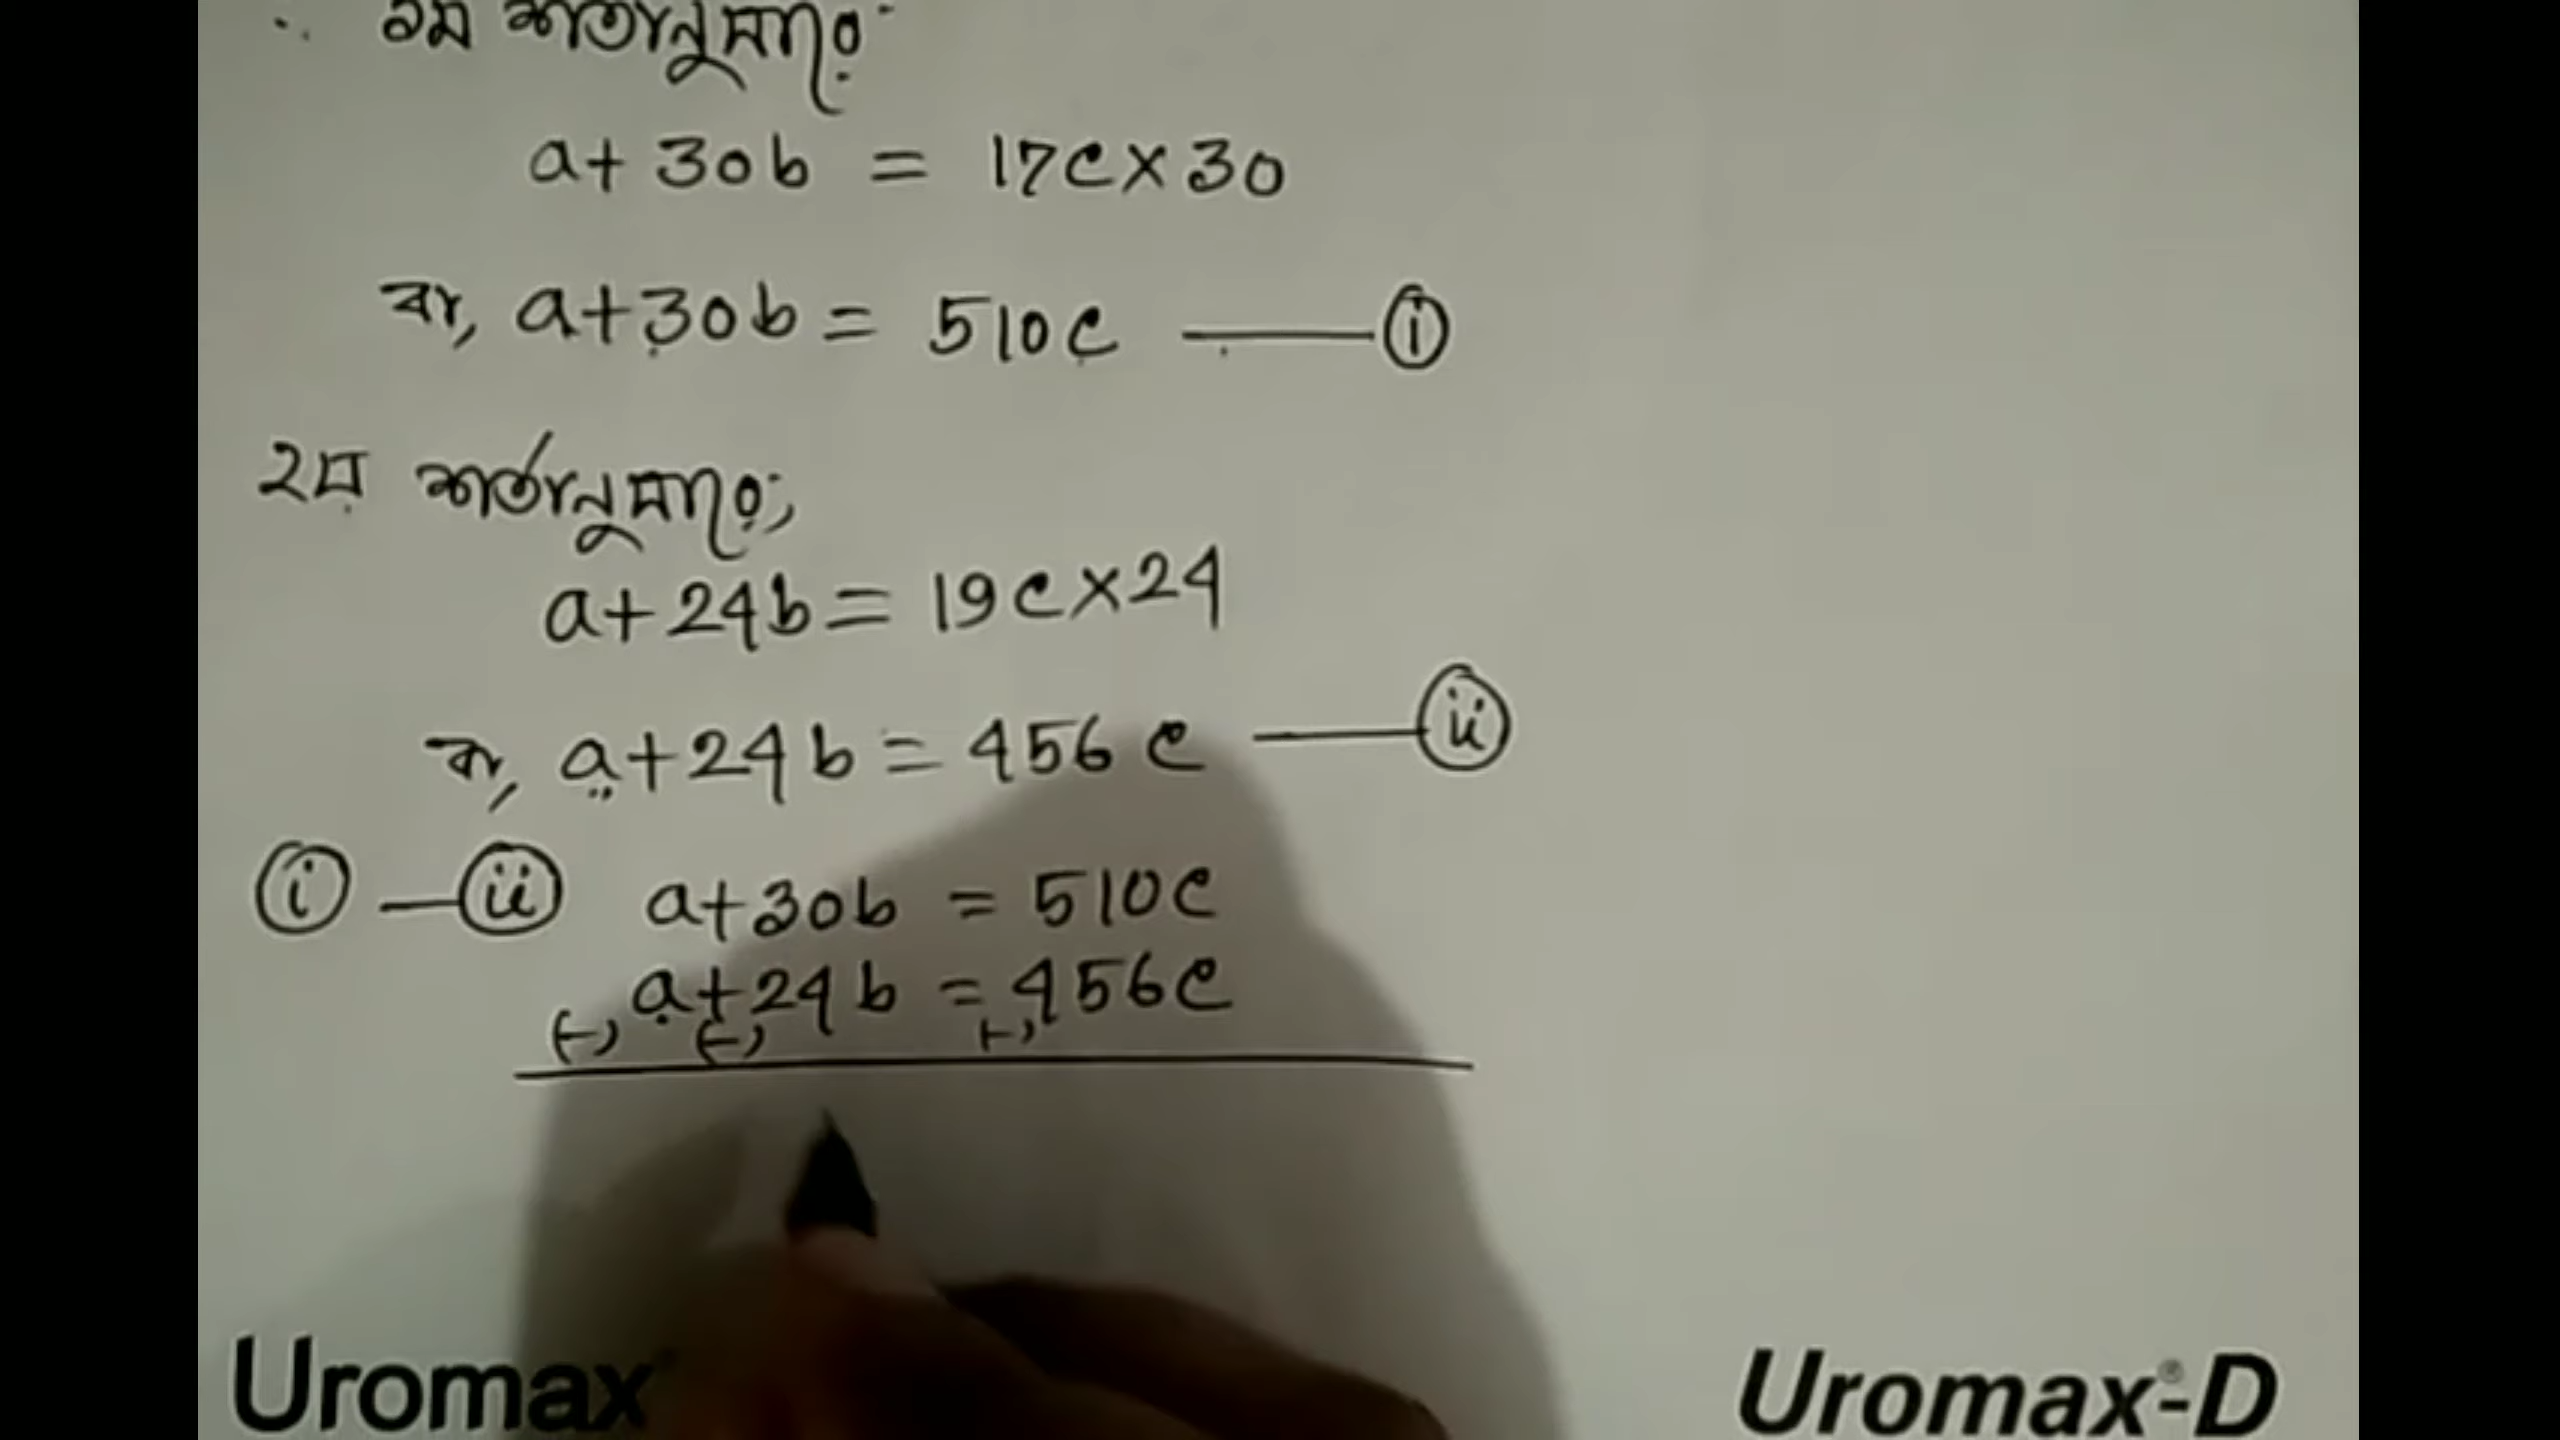 ∴ ১ম শর্তানুসারে
a+30b = 17c×30
বা, a+30b = 510c ——(i)
২য় শর্তানুসারে,
a+24b = 19c×24
বা, a+24b = 456c ——(ii)
(i) —(ii) a+30b = 510c
a+24b = 456c
(-) (-) (-)
Uromax Uromax-D